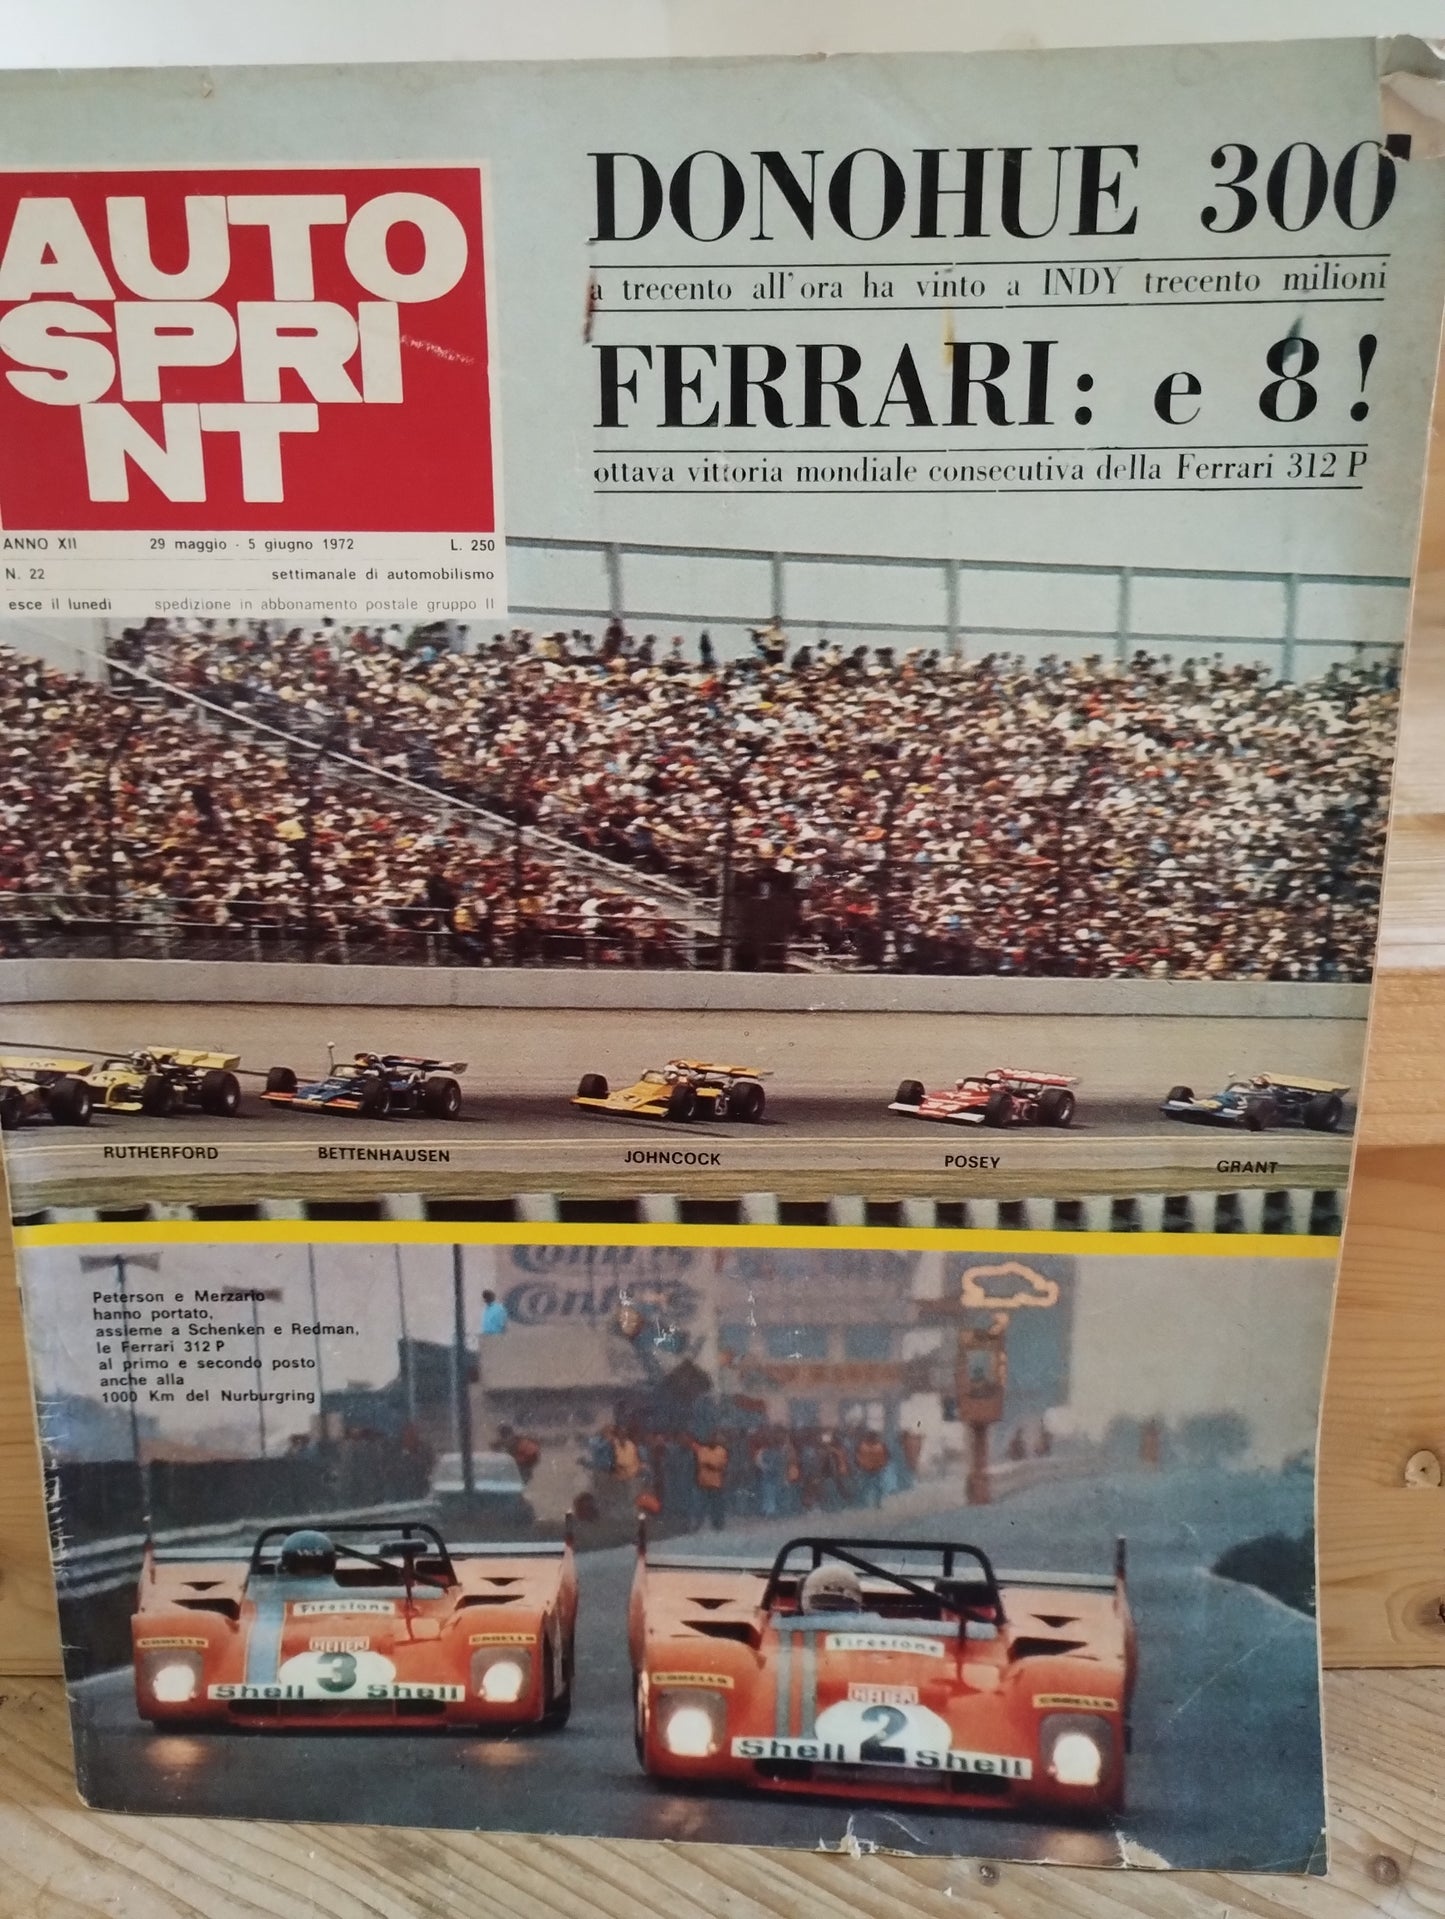 AUTO
SPRI
NT
ANNO XII 29 maggio - 5 giugno 1972 L. 250
N. 22 settimanale di automobilismo
esce il lunedì spedizione in abbonamento postale gruppo II
DONOHUE 300
a trecento all'ora ha vinto a INDY trecento milioni
FERRARI: e 8!
ottava vittoria mondiale consecutiva della Ferrari 312 P
RUTHERFORD BETTENHAUSEN JOHNCOCK POSEY GRANT
Peterson e Merzario
hanno portato,
assieme a Schenken e Redman,
le Ferrari 312 P
al primo e secondo posto
anche alla
1000 Km del Nurburgring
Firestone
3
Shell Shell
Firestone
2
Shell Shell